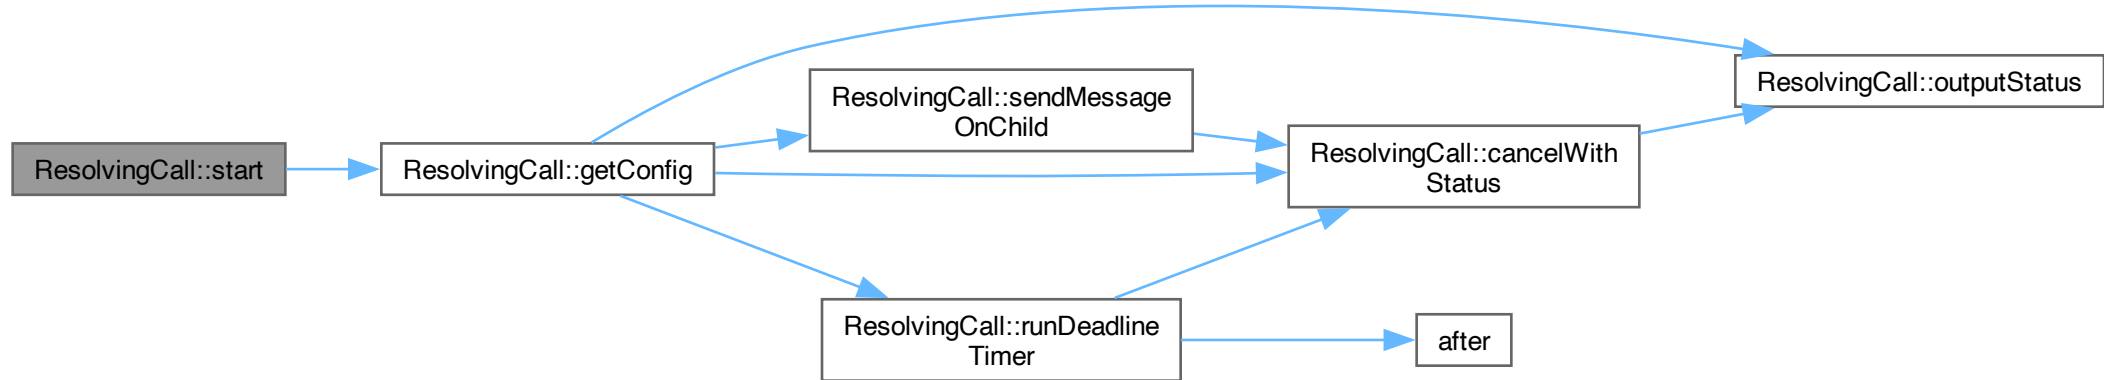 ResolvingCall::start
ResolvingCall::getConfig
ResolvingCall::sendMessage
OnChild
ResolvingCall::runDeadline
Timer
ResolvingCall::cancelWith
Status
after
ResolvingCall::outputStatus